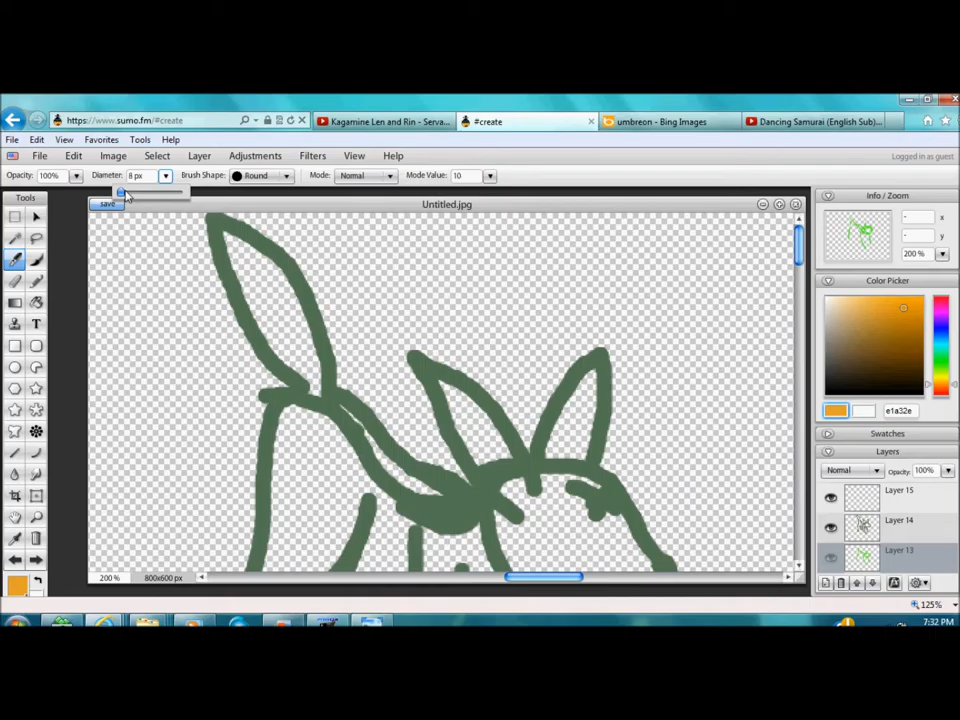 https://www.sumo.fm/#create
Kagamine Len and Rin - Serva...
#create
umbreon - Bing Images
Dancing Samurai (English Sub)...
File Edit View Favorites Tools Help
File Edit Image Select Layer Adjustments Filters View Help Logged in as guest
Opacity: 100% Diameter: 8 px Brush Shape: Round Mode: Normal Mode Value: 10
Tools
save
Untitled.jpg
Info / Zoom
x
y
200 %
Color Picker
e1a32e
Swatches
Layers
Normal Opacity: 100%
Layer 15
Layer 14
Layer 13
200 % 800x600 px
125%
7:32 PM